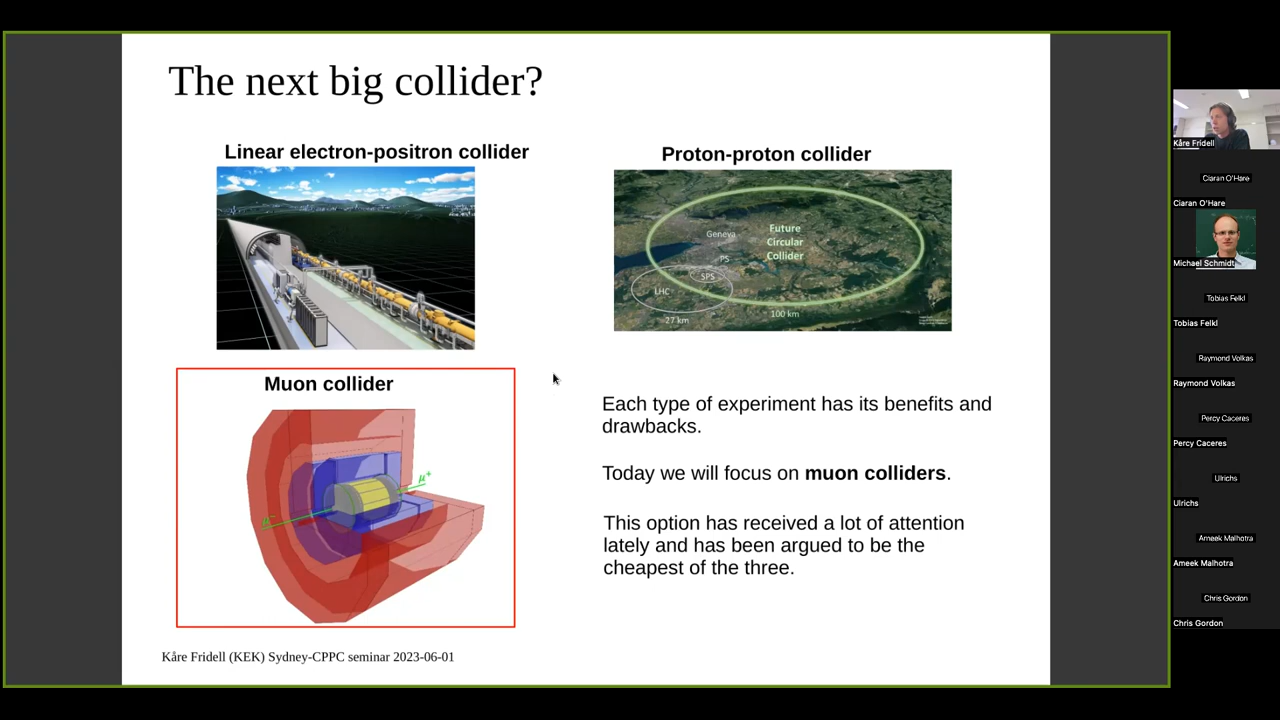 The next big collider?
Linear electron-positron collider
Proton-proton collider
Geneva
PS
SPS
LHC
27 km
Future
Circular
Collider
100 km
Muon collider
μ+
μ-
Each type of experiment has its benefits and
drawbacks.
Today we will focus on muon colliders.
This option has received a lot of attention
lately and has been argued to be the
cheapest of the three.
Kåre Fridell (KEK) Sydney-CPPC seminar 2023-06-01
Kåre Fridell
Ciaran O'Hare
Ciaran O'Hare
Michael Schmidt
Tobias Felkl
Tobias Felkl
Raymond Volkas
Raymond Volkas
Percy Caceres
Percy Caceres
Ulrichs
Ulrichs
Ameek Malhotra
Ameek Malhotra
Chris Gordon
Chris Gordon